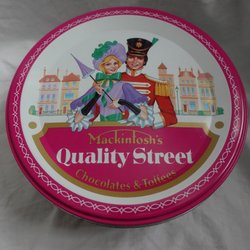 Mackintosh's
Quality Street
Chocolates & Toffees